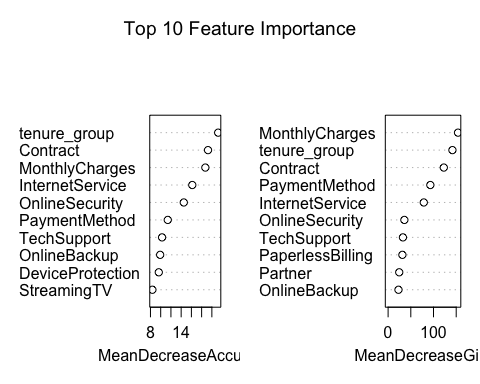 Top 10 Feature Importance
tenure_group
Contract
MonthlyCharges
InternetService
OnlineSecurity
PaymentMethod
TechSupport
OnlineBackup
DeviceProtection
StreamingTV
8 14
MeanDecreaseAccu
MonthlyCharges
tenure_group
Contract
PaymentMethod
InternetService
OnlineSecurity
TechSupport
PaperlessBilling
Partner
OnlineBackup
0 100
MeanDecreaseGi